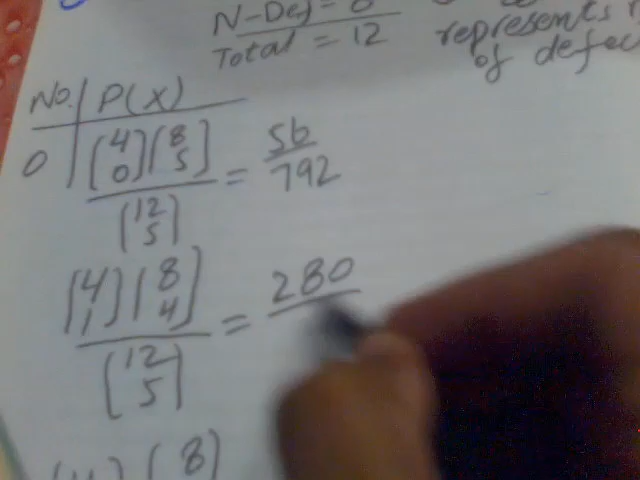 N-Def = 8
Total = 12
represents
of defec
No. P(X)
0 (4 0)(8 5) / (12 5) = 56/792
(4 1)(8 4) / (12 5) = 280
8